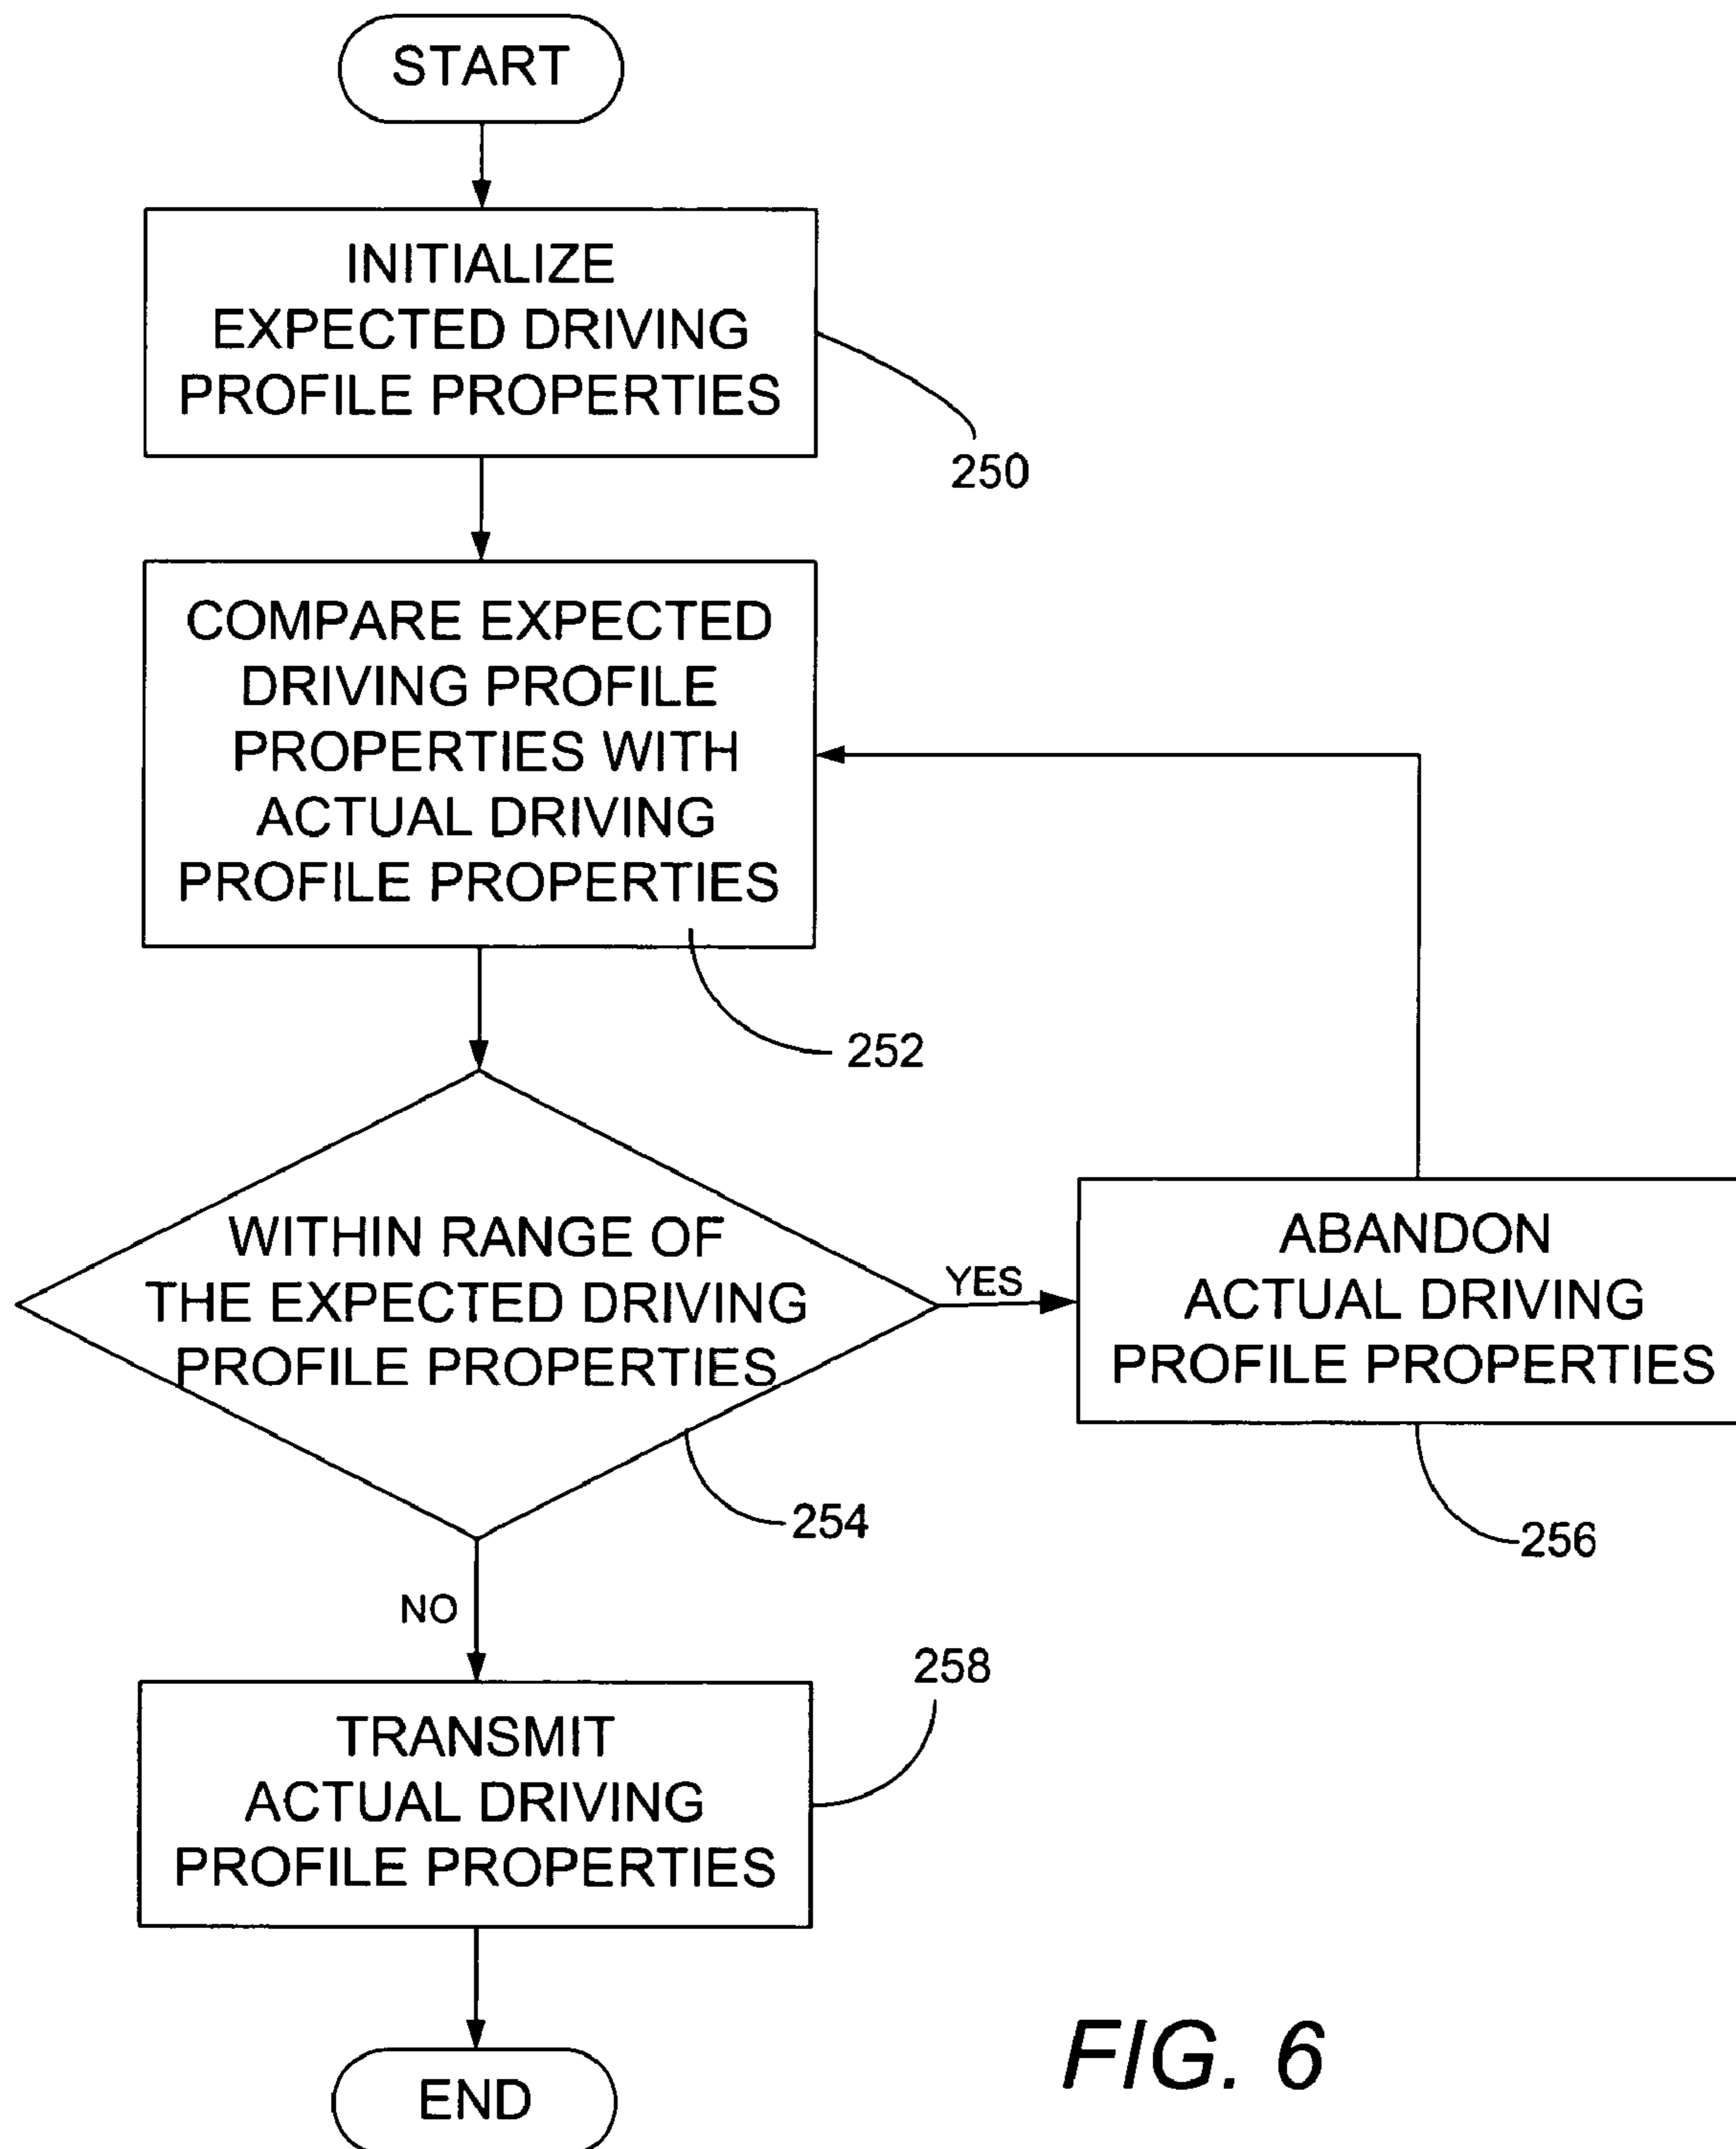 START
INITIALIZE
EXPECTED DRIVING
PROFILE PROPERTIES
250
COMPARE EXPECTED
DRIVING PROFILE
PROPERTIES WITH
ACTUAL DRIVING
PROFILE PROPERTIES
252
WITHIN RANGE OF
THE EXPECTED DRIVING
PROFILE PROPERTIES
254
YES
ABANDON
ACTUAL DRIVING
PROFILE PROPERTIES
256
NO
TRANSMIT
ACTUAL DRIVING
PROFILE PROPERTIES
258
END
FIG. 6